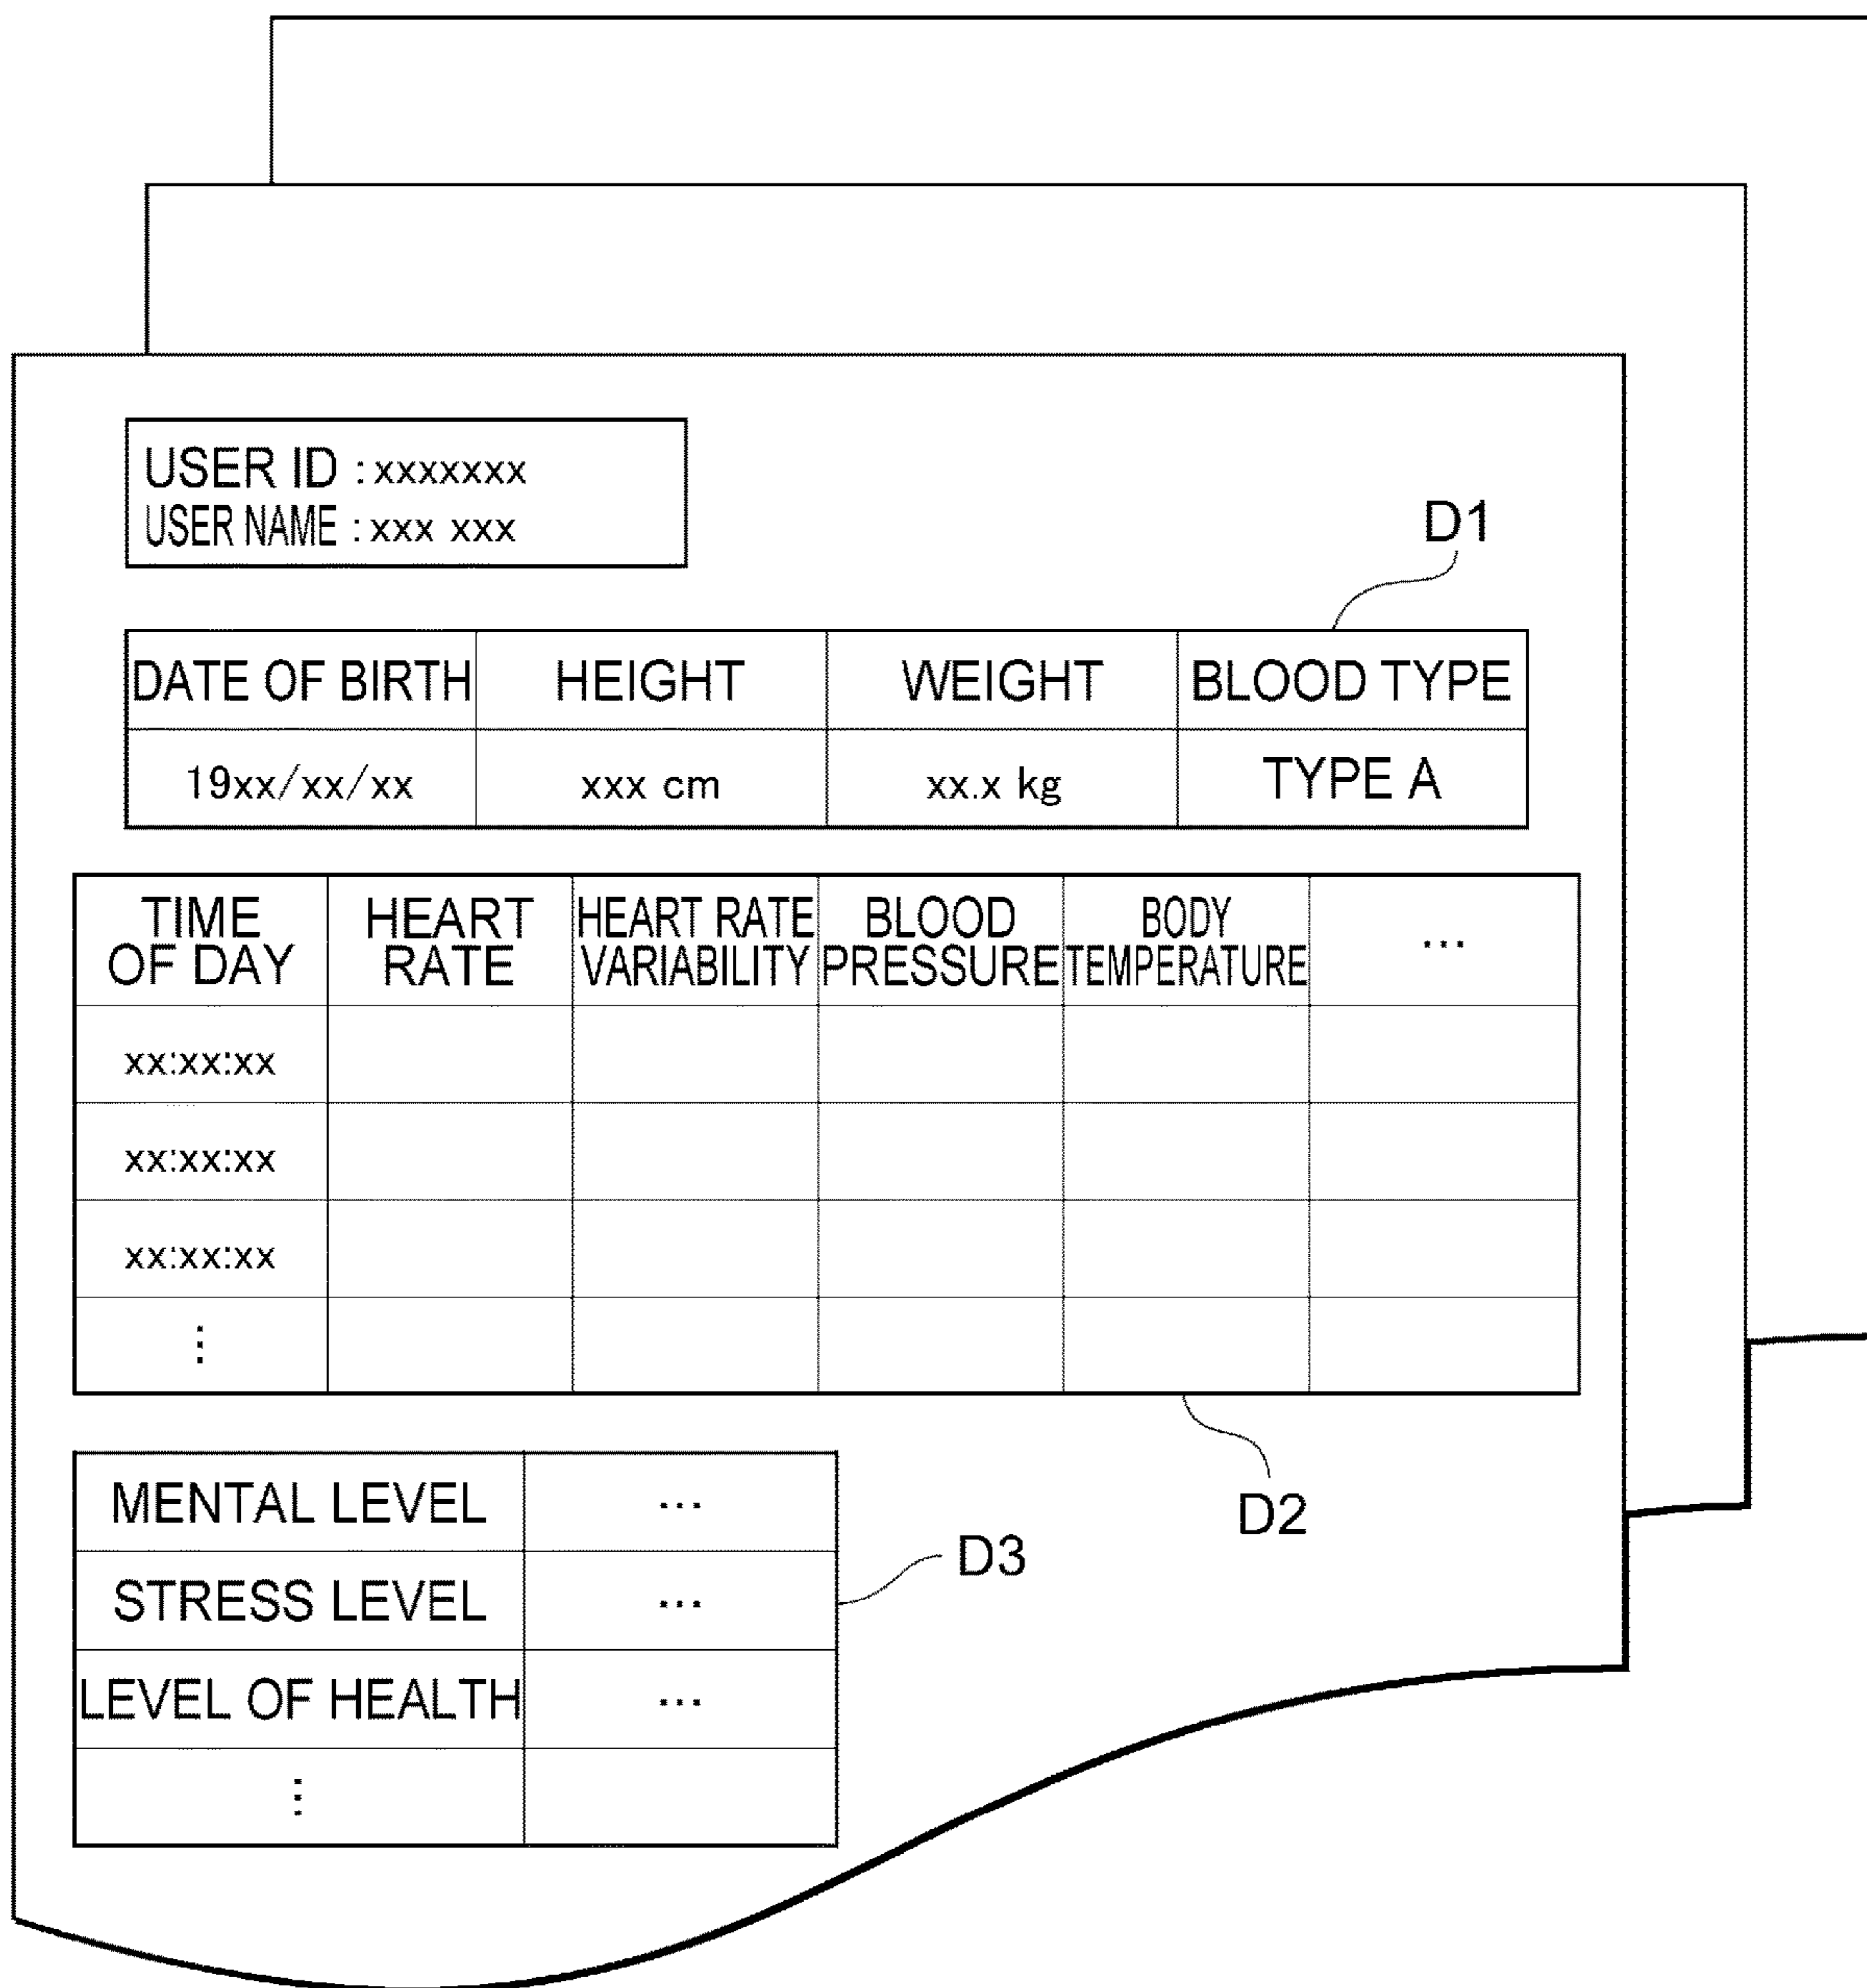 USER ID : xxxxxxx
USER NAME : xxx xxx
D1
DATE OF BIRTH HEIGHT WEIGHT BLOOD TYPE
19xx/xx/xx xxx cm xx.x kg TYPE A
TIME OF DAY HEART RATE HEART RATE VARIABILITY BLOOD PRESSURE BODY TEMPERATURE ...
xx:xx:xx
xx:xx:xx
xx:xx:xx
⋮
D2
MENTAL LEVEL ...
D3
STRESS LEVEL ...
LEVEL OF HEALTH ...
⋮